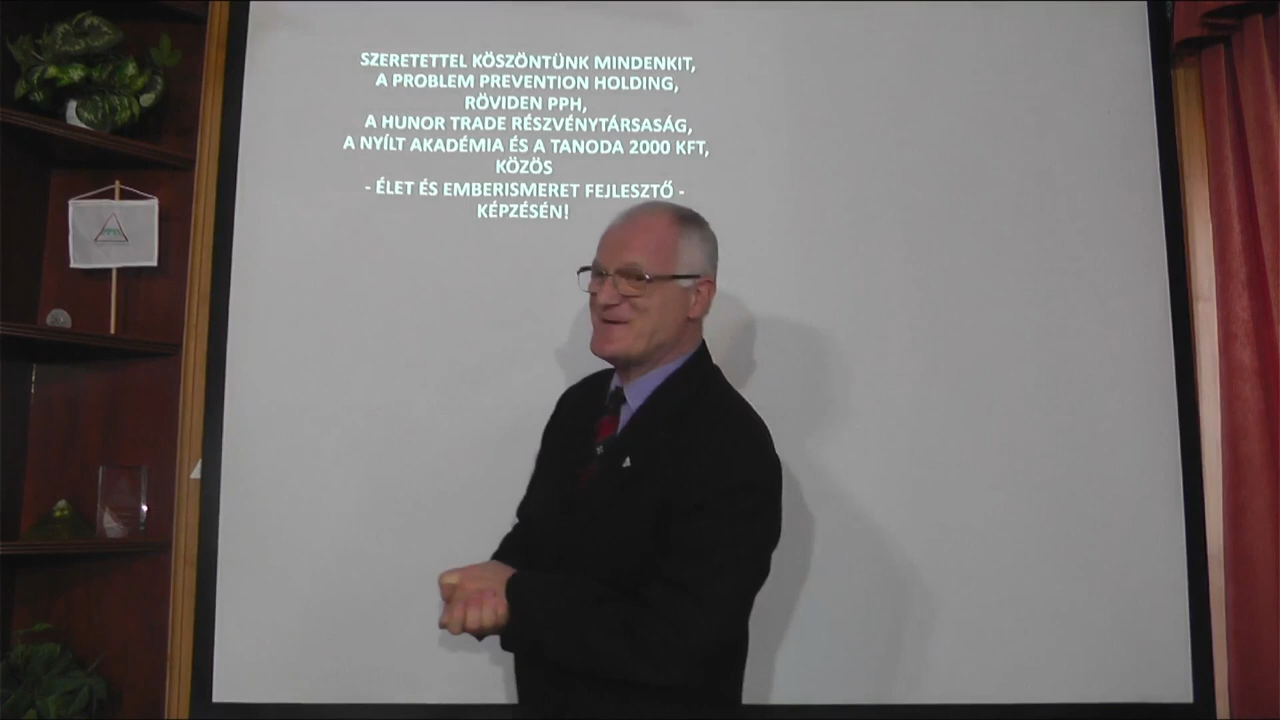 SZERETETTEL KÖSZÖNTÜNK MINDENKIT,
A PROBLEM PREVENTION HOLDING,
RÖVIDEN PPH,
A HUNOR TRADE RÉSZVÉNYTÁRSASÁG,
A NYÍLT AKADÉMIA ÉS A TANODA 2000 KFT,
KÖZÖS
- ÉLET ÉS EMBERISMERET FEJLESZTŐ -
KÉPZÉSÉN!